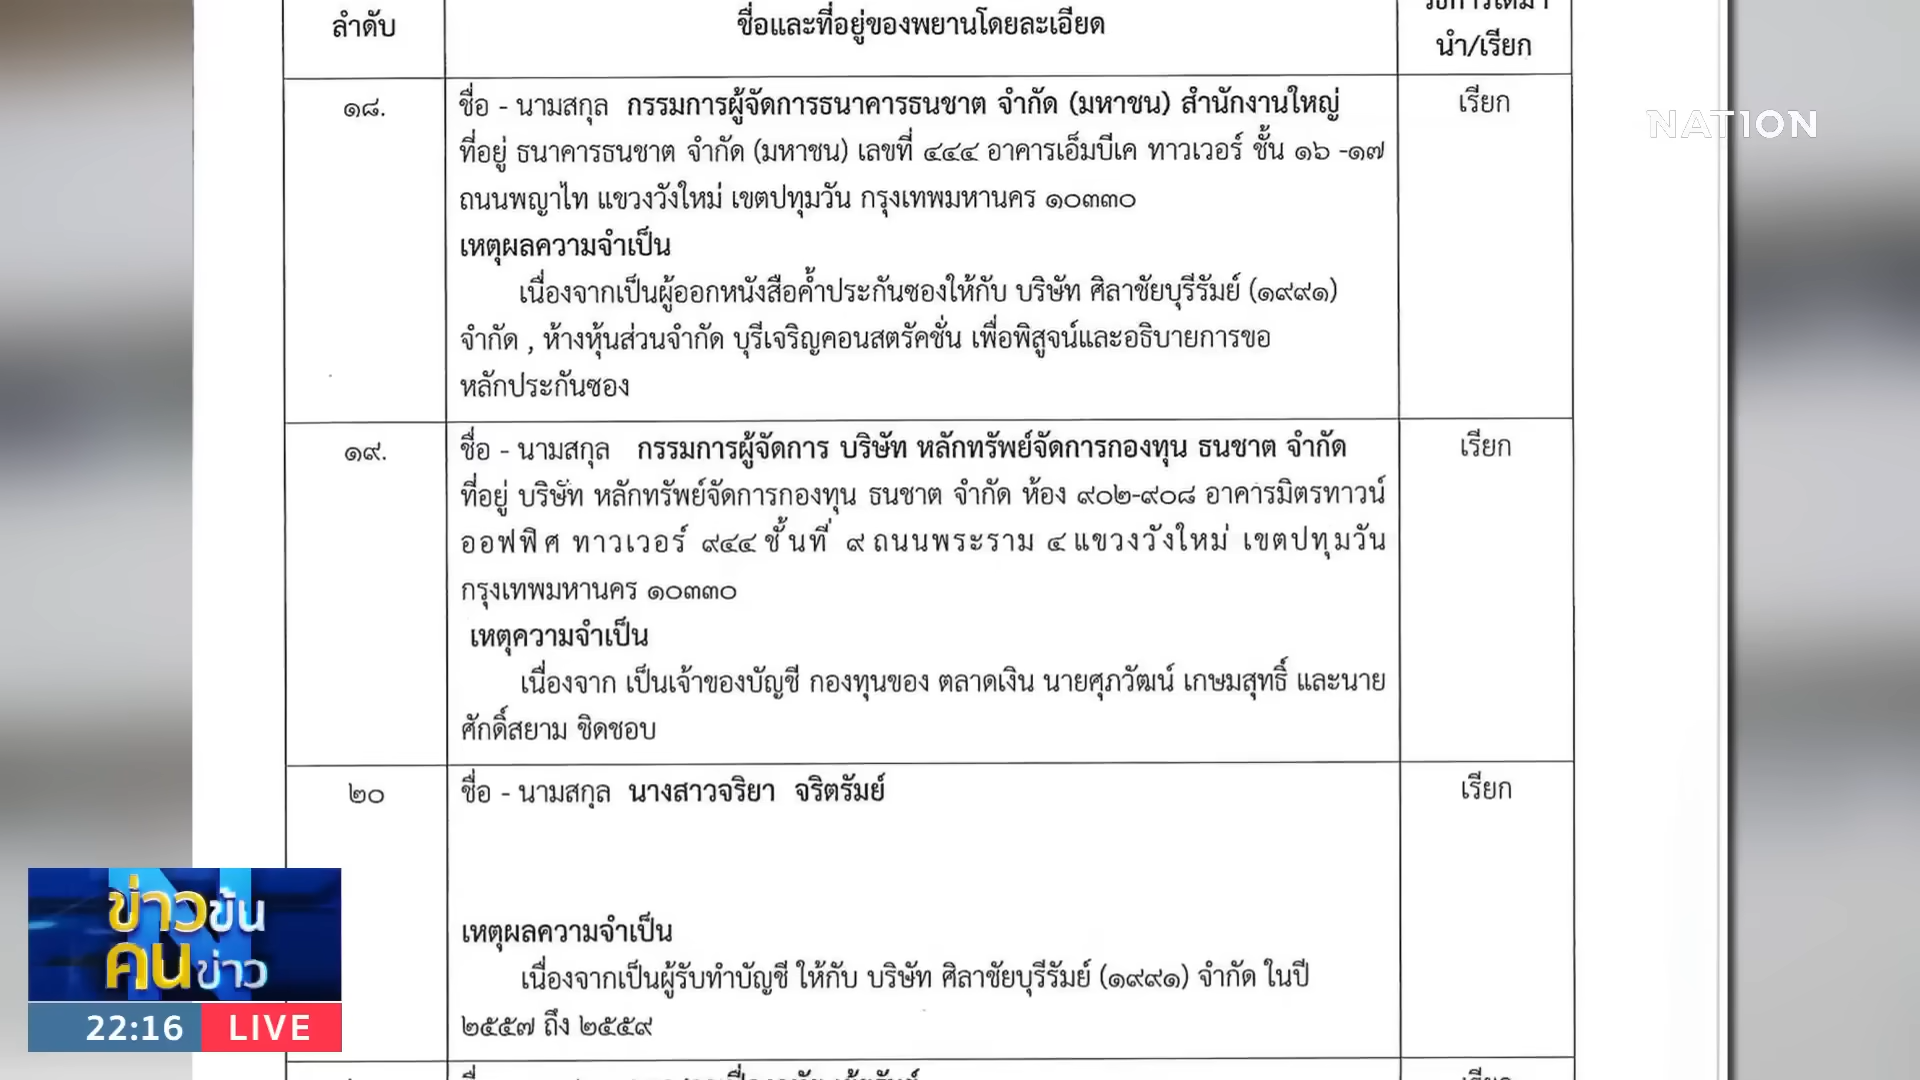 ลำดับ
ชื่อและที่อยู่ของพยานโดยละเอียด
นำ/เรียก
๑๘.
ชื่อ - นามสกุล กรรมการผู้จัดการธนาคารธนชาต จำกัด (มหาชน) สำนักงานใหญ่
เรียก
ที่อยู่ ธนาคารธนชาต จำกัด (มหาชน) เลขที่ ๔๔๔ อาคารเอ็มบีเค ทาวเวอร์ ชั้น ๑๖ -๑๗
ถนนพญาไท แขวงวังใหม่ เขตปทุมวัน กรุงเทพมหานคร ๑๐๓๓๐
เหตุผลความจำเป็น
เนื่องจากเป็นผู้ออกหนังสือค้ำประกันซองให้กับ บริษัท ศิลาชัยบุรีรัมย์ (๑๙๙๑)
จำกัด , ห้างหุ้นส่วนจำกัด บุรีเจริญคอนสตรัคชั่น เพื่อพิสูจน์และอธิบายการขอ
หลักประกันซอง
๑๙.
ชื่อ - นามสกุล กรรมการผู้จัดการ บริษัท หลักทรัพย์จัดการกองทุน ธนชาต จำกัด
เรียก
ที่อยู่ บริษัท หลักทรัพย์จัดการกองทุน ธนชาต จำกัด ห้อง ๙๐๒-๙๐๘ อาคารมิตรทาวน์
ออฟฟิศ ทาวเวอร์ ๙๔๔ ชั้นที่ ๙ ถนนพระราม ๔ แขวงวังใหม่ เขตปทุมวัน
กรุงเทพมหานคร ๑๐๓๓๐
เหตุความจำเป็น
เนื่องจาก เป็นเจ้าของบัญชี กองทุนของ ตลาดเงิน นายศุภวัฒน์ เกษมสุทธิ์ และนาย
ศักดิ์สยาม ชิดชอบ
๒๐
ชื่อ - นามสกุล นางสาวจริยา จริตรัมย์
เรียก
เหตุผลความจำเป็น
เนื่องจากเป็นผู้รับทำบัญชี ให้กับ บริษัท ศิลาชัยบุรีรัมย์ (๑๙๙๑) จำกัด ในปี
๒๕๕๗ ถึง ๒๕๕๙
NATION
ข่าวข้น
คนข่าว
22:16 LIVE